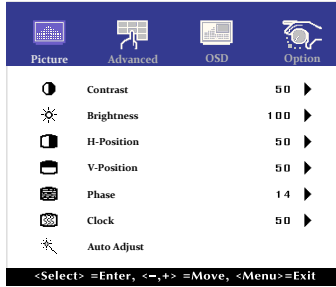 Picture Advanced OSD Option
Contrast 50
Brightness 100
H-Position 50
V-Position 50
Phase 14
Clock 50
Auto Adjust
<Select> =Enter, <−,+> =Move, <Menu>=Exit